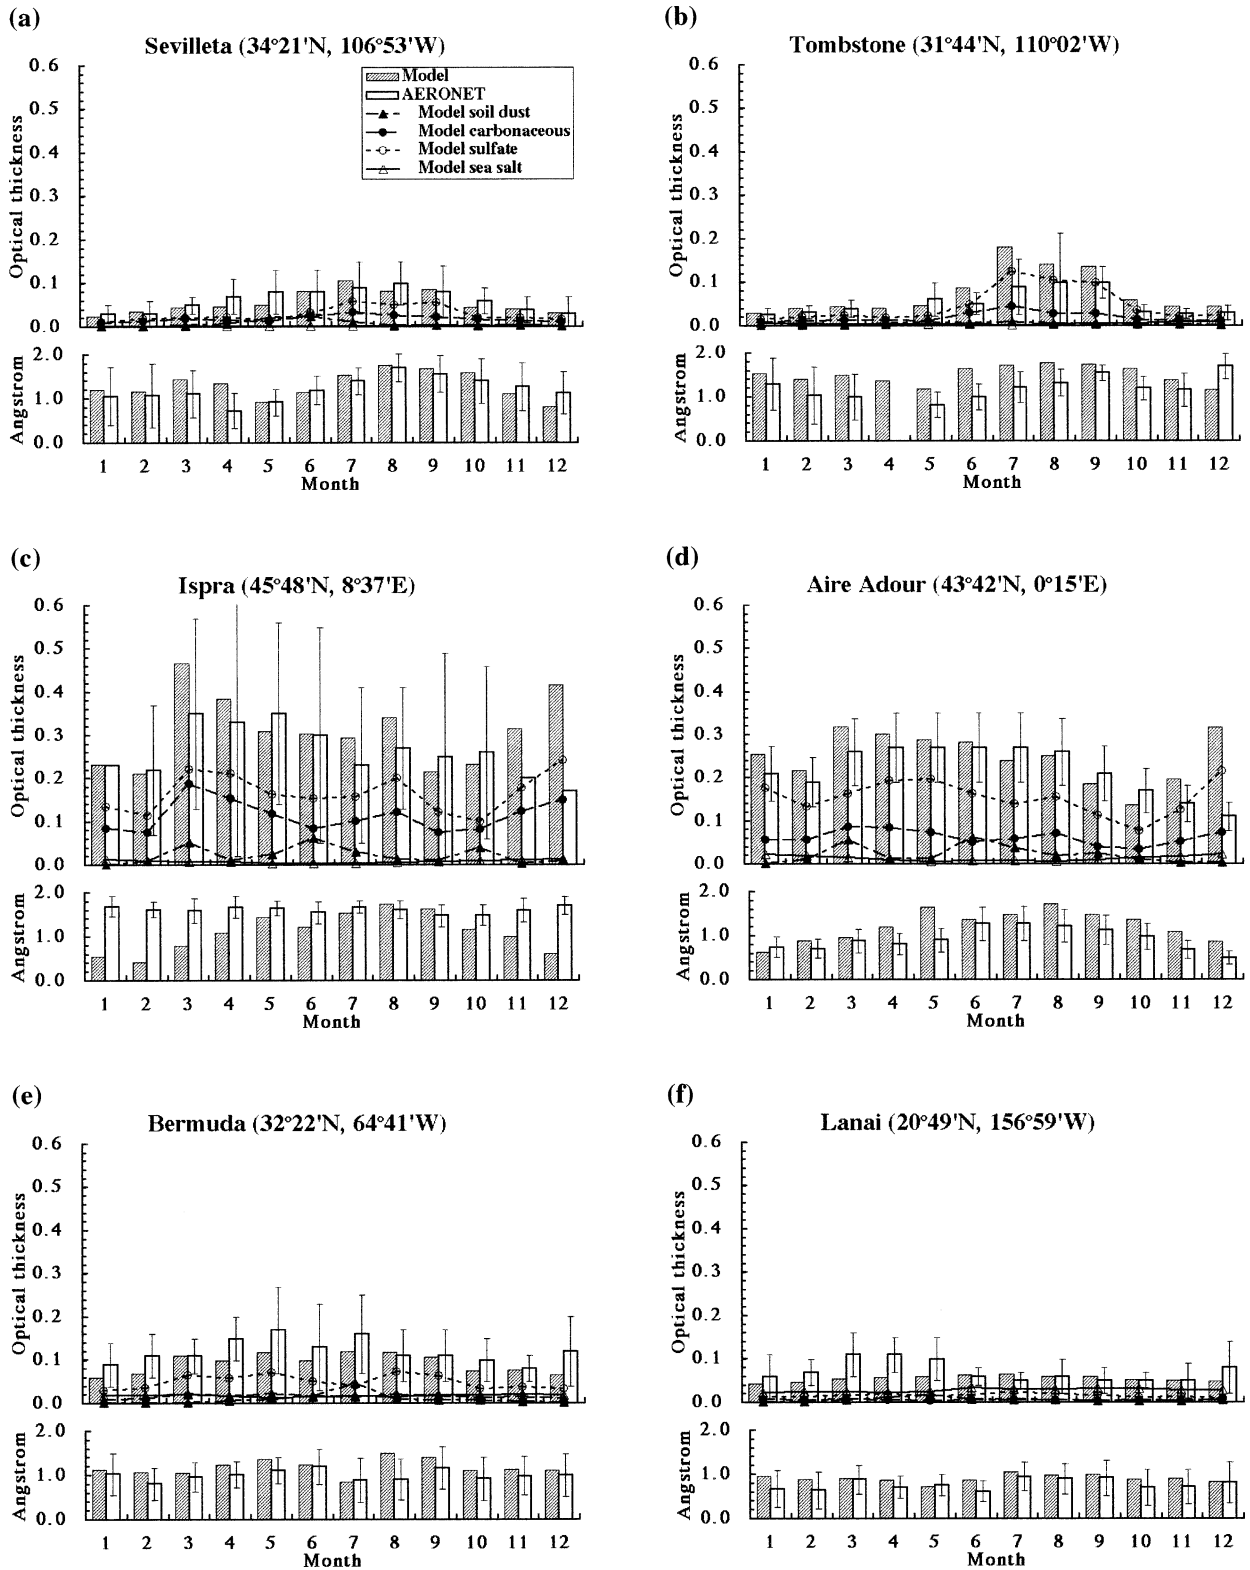 (a)
Sevilleta (34°21'N, 106°53'W)
0.6
0.5
0.4
0.3
0.2
0.1
0.0
Optical thickness
Model
AERONET
Model soil dust
Model carbonaceous
Model sulfate
Model sea salt
2.0
1.0
0.0
Angstrom
1 2 3 4 5 6 7 8 9 10 11 12
Month
(b)
Tombstone (31°44'N, 110°02'W)
0.6
0.5
0.4
0.3
0.2
0.1
0.0
Optical thickness
2.0
1.0
0.0
Angstrom
1 2 3 4 5 6 7 8 9 10 11 12
Month
(c)
Ispra (45°48'N, 8°37'E)
0.6
0.5
0.4
0.3
0.2
0.1
0.0
Optical thickness
2.0
1.0
0.0
Angstrom
1 2 3 4 5 6 7 8 9 10 11 12
Month
(d)
Aire Adour (43°42'N, 0°15'E)
0.6
0.5
0.4
0.3
0.2
0.1
0.0
Optical thickness
2.0
1.0
0.0
Angstrom
1 2 3 4 5 6 7 8 9 10 11 12
Month
(e)
Bermuda (32°22'N, 64°41'W)
0.6
0.5
0.4
0.3
0.2
0.1
0.0
Optical thickness
2.0
1.0
0.0
Angstrom
1 2 3 4 5 6 7 8 9 10 11 12
Month
(f)
Lanai (20°49'N, 156°59'W)
0.6
0.5
0.4
0.3
0.2
0.1
0.0
Optical thickness
2.0
1.0
0.0
Angstrom
1 2 3 4 5 6 7 8 9 10 11 12
Month